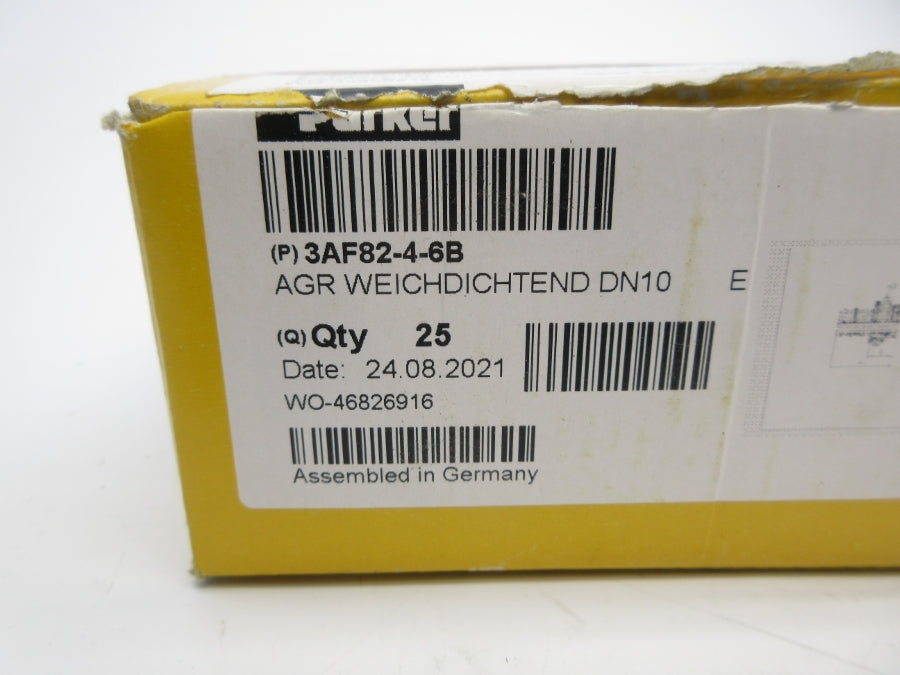 Parker
(P) 3AF82-4-6B
AGR WEICHDICHTEND DN10 E
(Q) Qty 25
Date: 24.08.2021
WO-46826916
Assembled in Germany